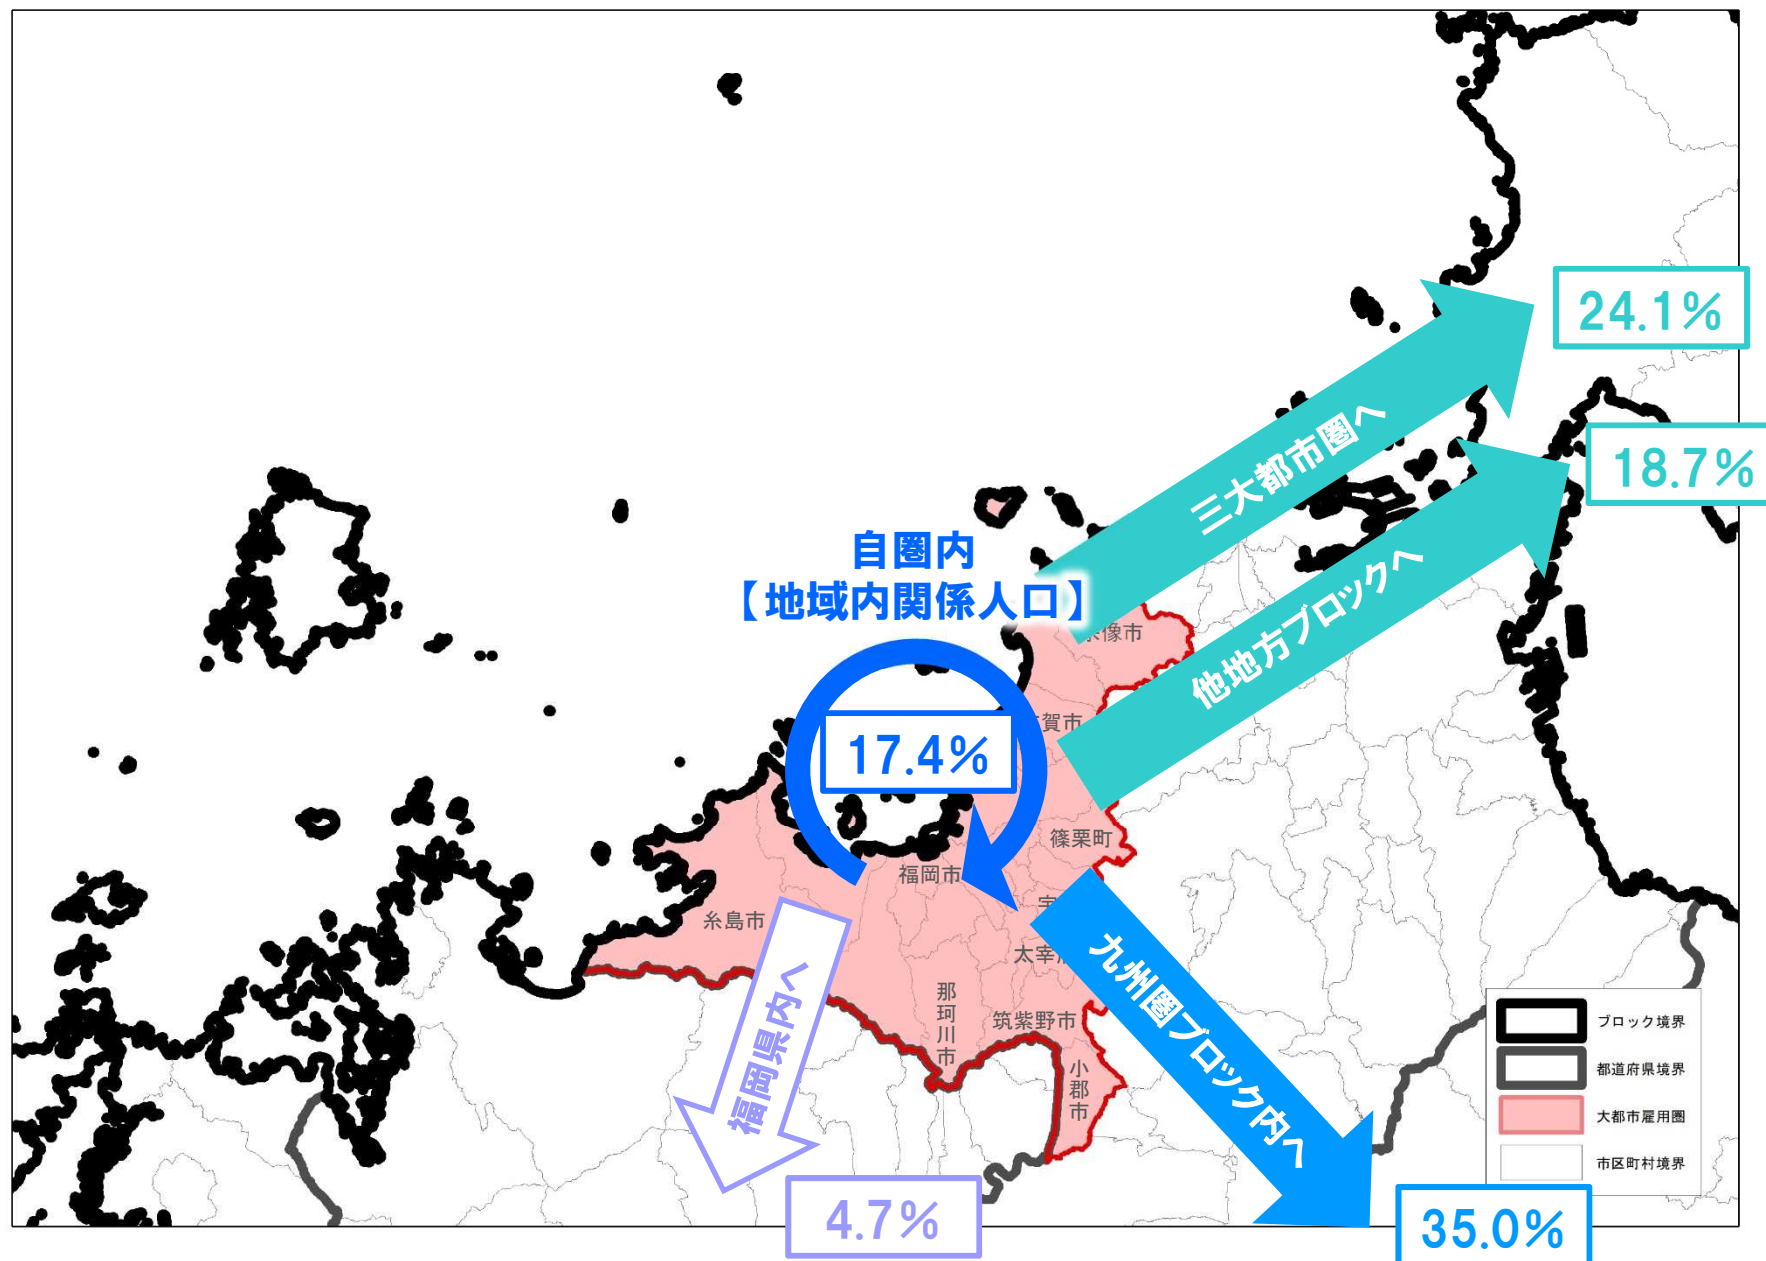 24.1%
三大都市圏へ
18.7%
他地方ブロックへ
自圏内
【地域内関係人口】
17.4%
像市
賀市
篠栗町
福岡市
糸島市
太宰
那珂川市
筑紫野市
小郡市
福岡県内へ
4.7%
九州圏ブロック内へ
35.0%
ブロック境界
都道府県境界
大都市雇用圏
市区町村境界